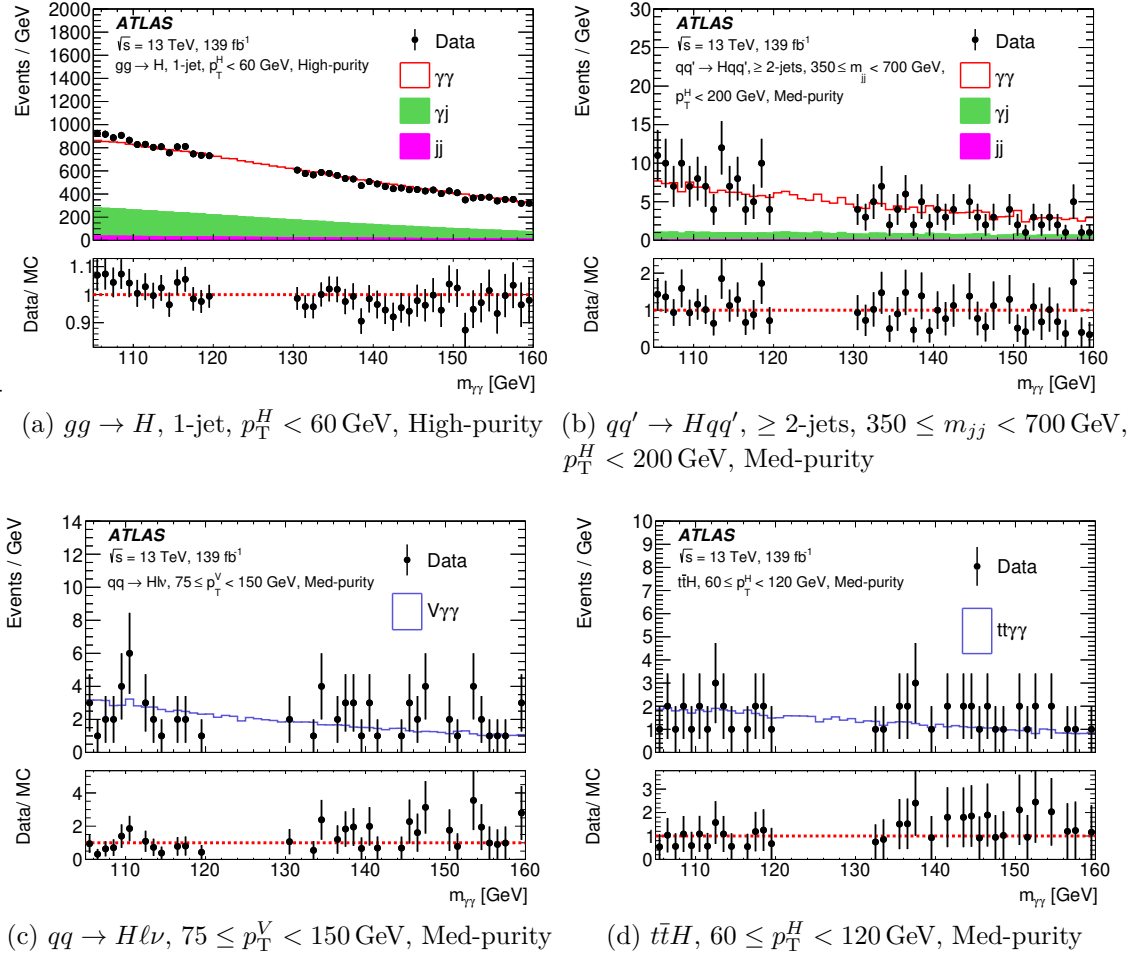 ATLAS
√s = 13 TeV, 139 fb⁻¹
gg → H, 1-jet, p_T^H < 60 GeV, High-purity
Data
γγ
γj
jj
Events / GeV
2000
1800
1600
1400
1200
1000
800
600
400
200
0
Data/ MC
1.1
1
0.9
110 120 130 140 150 160
m_γγ [GeV]
(a) gg → H, 1-jet, p_T^H < 60 GeV, High-purity
ATLAS
√s = 13 TeV, 139 fb⁻¹
qq' → Hqq', ≥ 2-jets, 350 ≤ m_jj < 700 GeV,
p_T^H < 200 GeV, Med-purity
Data
γγ
γj
jj
Events / GeV
30
25
20
15
10
5
0
Data/ MC
2
1
0
110 120 130 140 150 160
m_γγ [GeV]
(b) qq′ → Hqq′, ≥ 2-jets, 350 ≤ m_jj < 700 GeV,
p_T^H < 200 GeV, Med-purity
ATLAS
√s = 13 TeV, 139 fb⁻¹
qq → Hlν, 75 ≤ p_T^V < 150 GeV, Med-purity
Data
Vγγ
Events / GeV
14
12
10
8
6
4
2
0
Data/ MC
4
2
0
110 120 130 140 150 160
m_γγ [GeV]
(c) qq → Hℓν, 75 ≤ p_T^V < 150 GeV, Med-purity
ATLAS
√s = 13 TeV, 139 fb⁻¹
tt̄H, 60 ≤ p_T^H < 120 GeV, Med-purity
Data
ttγγ
Events / GeV
10
9
8
7
6
5
4
3
2
1
0
Data/ MC
3
2
1
0
110 120 130 140 150 160
m_γγ [GeV]
(d) tt̄H, 60 ≤ p_T^H < 120 GeV, Med-purity